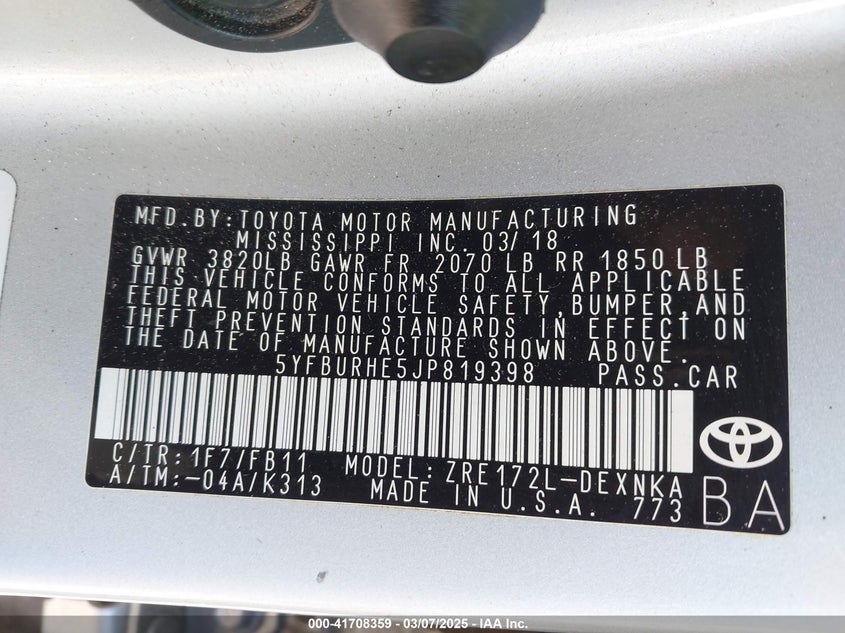 MFD. BY: TOYOTA MOTOR MANUFACTURING
MISSISSIPPI INC. 03/18
GVWR 3820LB GAWR FR 2070 LB RR 1850 LB
THIS VEHICLE CONFORMS TO ALL APPLICABLE
FEDERAL MOTOR VEHICLE SAFETY, BUMPER, AND
THEFT PREVENTION STANDARDS IN EFFECT ON
THE DATE OF MANUFACTURE SHOWN ABOVE.
5YFBURHE5JP819398 PASS.CAR
C/TR: 1F7/FB11 MODEL: ZRE172L-DEXNKA
A/TM:-04A/K313 MADE IN U.S.A. 773
BA
000-41708359 — 03/07/2025 — IAA Inc.